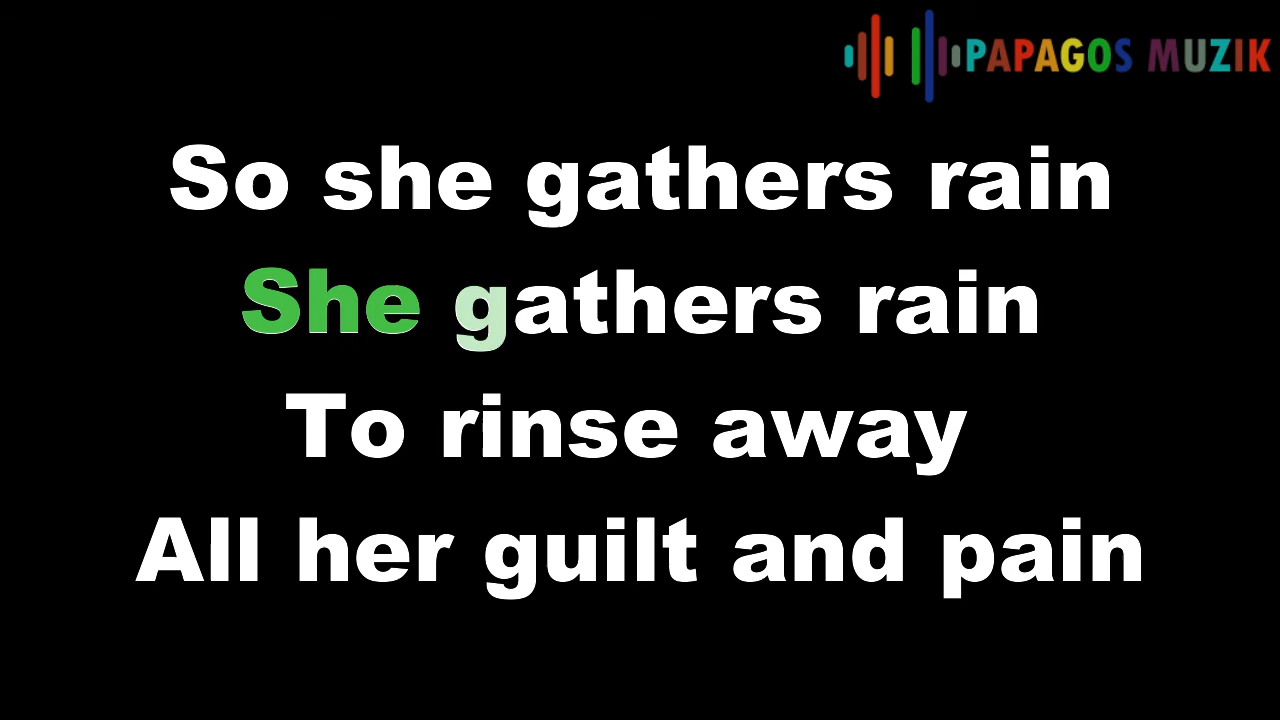 PAPAGOS MUZIK
So she gathers rain
She gathers rain
To rinse away
All her guilt and pain